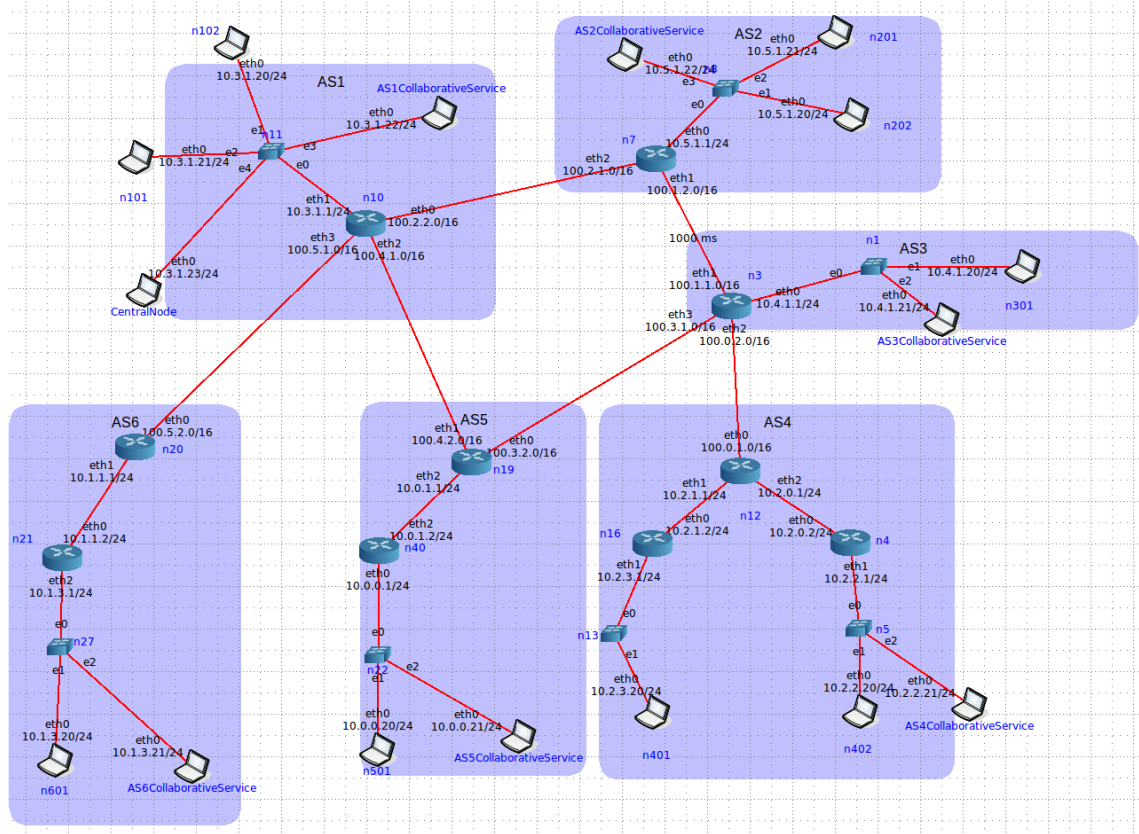 n102
eth0
10.3.1.20/24
AS1
AS1CollaborativeService
eth0
10.3.1.22/24
e1
n11
e3
eth0
10.3.1.21/24
e2
e4
e0
n101
eth1
10.3.1.1/24
n10
eth0
100.2.2.0/16
eth3
100.5.1.0/16
eth2
100.4.1.0/16
eth0
10.3.1.23/24
CentralNode
AS2CollaborativeService
AS2
eth0
10.5.1.21/24
n201
eth0
10.5.1.22/24
e3
e2
e1
e0
eth0
10.5.1.20/24
n202
n7
eth0
10.5.1.1/24
eth2
100.2.1.0/16
eth1
100.1.2.0/16
1000 ms
n1
AS3
eth1
100.1.1.0/16
n3
e0
e1
e2
eth0
10.4.1.20/24
eth0
10.4.1.1/24
eth0
10.4.1.21/24
n301
eth3
100.3.1.0/16
eth2
100.0.2.0/16
AS3CollaborativeService
AS6
eth0
100.5.2.0/16
n20
eth1
10.1.1.1/24
n21
eth0
10.1.1.2/24
eth2
10.1.3.1/24
e0
n27
e1
e2
eth0
10.1.3.20/24
eth0
10.1.3.21/24
n601
AS6CollaborativeService
AS5
eth1
100.4.2.0/16
eth0
100.3.2.0/16
n19
eth2
10.0.1.1/24
eth2
10.0.1.2/24
n40
eth0
10.0.0.1/24
e0
n22
e1
e2
eth0
10.0.0.20/24
eth0
10.0.0.21/24
n501
AS5CollaborativeService
AS4
eth0
100.0.1.0/16
eth1
10.2.1.1/24
eth2
10.2.0.1/24
n12
n16
eth0
10.2.1.2/24
eth0
10.2.0.2/24
n4
eth1
10.2.3.1/24
eth1
10.2.2.1/24
e0
n13
e1
e0
n5
e1
e2
eth0
10.2.3.20/24
eth0
10.2.2.20/24
eth0
10.2.2.21/24
n401
n402
AS4CollaborativeService